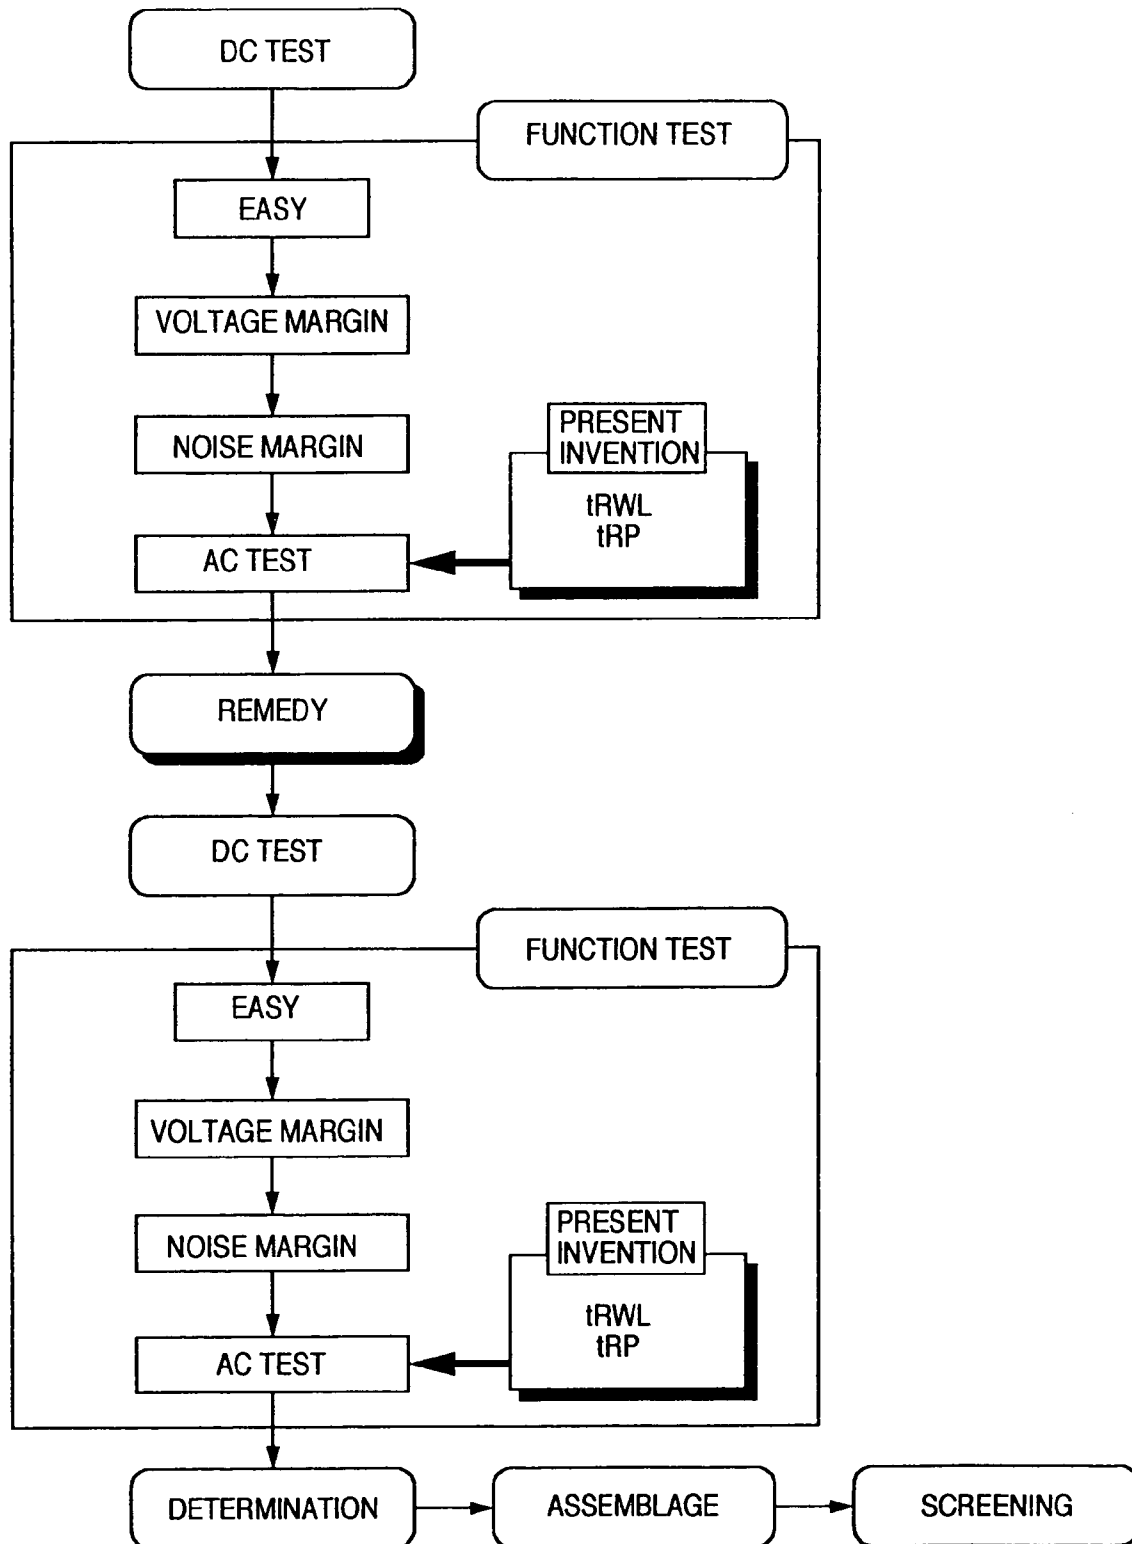 DC TEST
FUNCTION TEST
EASY
VOLTAGE MARGIN
NOISE MARGIN
PRESENT
INVENTION
tRWL
tRP
AC TEST
REMEDY
DC TEST
FUNCTION TEST
EASY
VOLTAGE MARGIN
NOISE MARGIN
PRESENT
INVENTION
tRWL
tRP
AC TEST
DETERMINATION
ASSEMBLAGE
SCREENING